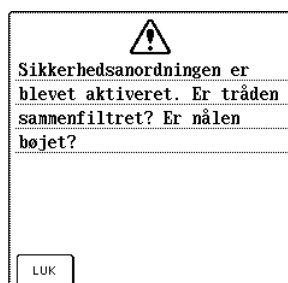 Sikkerhedsanordningen er
blevet aktiveret. Er tråden
sammenfiltret? Er nålen
bøjet?
LUK